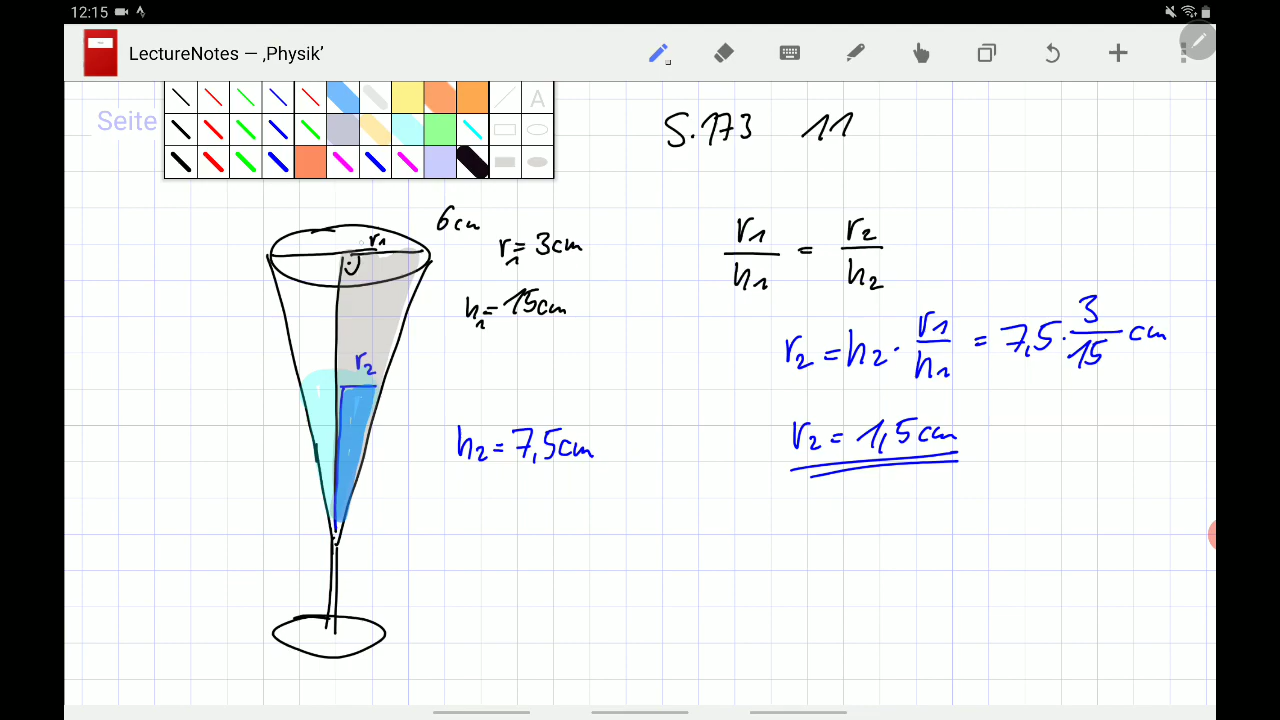 12:15
LectureNotes — ‚Physik’
A
Seite
S.173 11
6cm
r₁
r₁ = 3cm
h₁ = 15cm
r₁/h₁ = r₂/h₂
r₂ = h₂ · r₁/h₁ = 7,5 · 3/15 cm
r₂
h₂ = 7,5cm
r₂ = 1,5cm